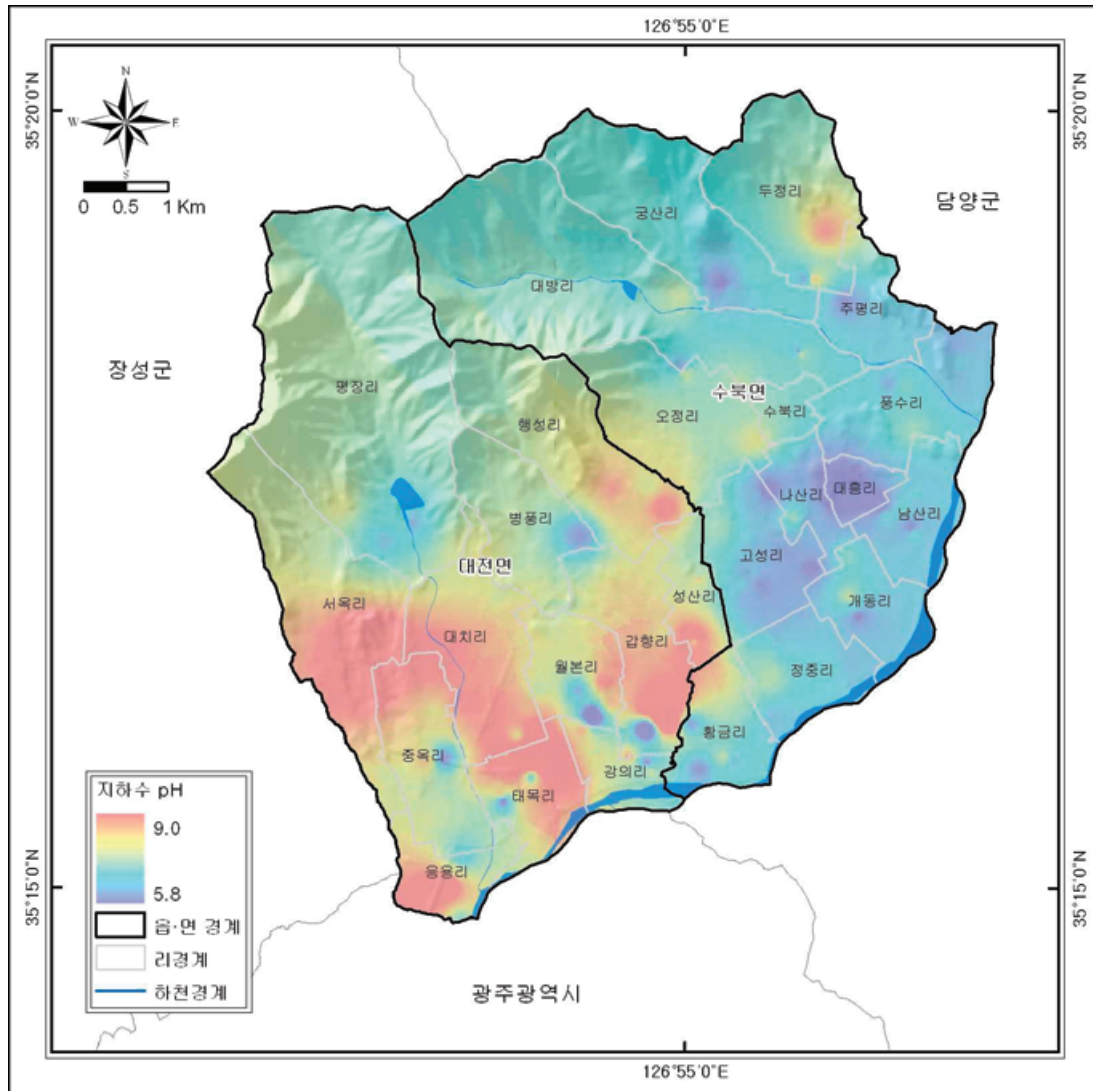 126°55'0"E
35°20'0"N
35°20'0"N
N
W
E
S
0 0.5 1 Km
두정리
궁산리
담양군
대방리
주평리
장성군
평장리
수북면
오정리
수북리
풍수리
행성리
나산리
대흥리
병풍리
남산리
고성리
대전면
성산리
개동리
서옥리
대치리
갑향리
월본리
정중리
황금리
중옥리
강의리
태목리
응용리
지하수 pH
9.0
5.8
읍·면 경계
리경계
하천경계
35°15'0"N
35°15'0"N
광주광역시
126°55'0"E